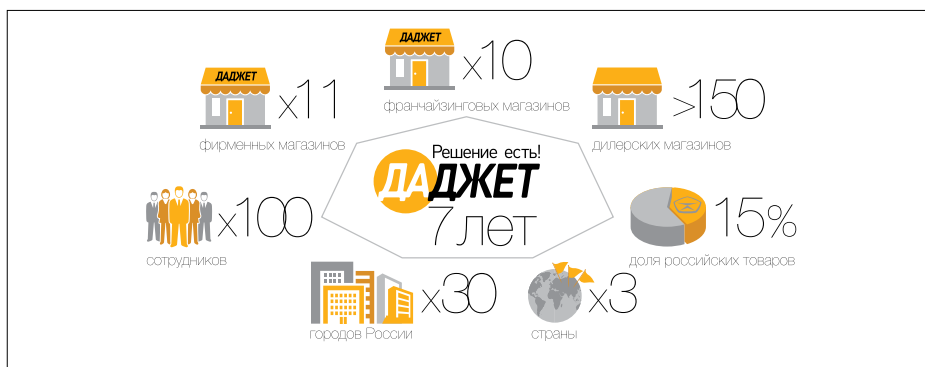 ДАДЖЕТ
x10
франчайзинговых магазинов
ДАДЖЕТ
x11
фирменных магазинов
>150
дилерских магазинов
Решение есть!
ДАДЖЕТ
7 лет
x100
сотрудников
15%
доля российских товаров
x30
городов России
x3
страны